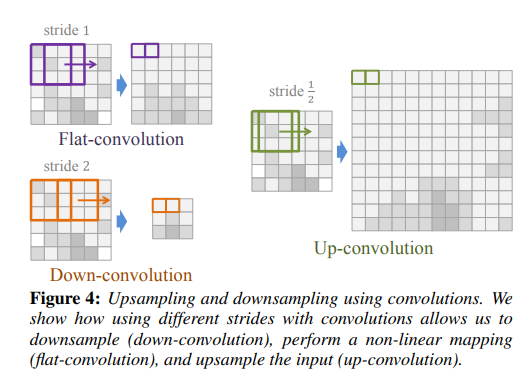 stride 1
Flat-convolution
stride 2
Down-convolution
stride 1/2
Up-convolution
Figure 4: Upsampling and downsampling using convolutions. We
show how using different strides with convolutions allows us to
downsample (down-convolution), perform a non-linear mapping
(flat-convolution), and upsample the input (up-convolution).